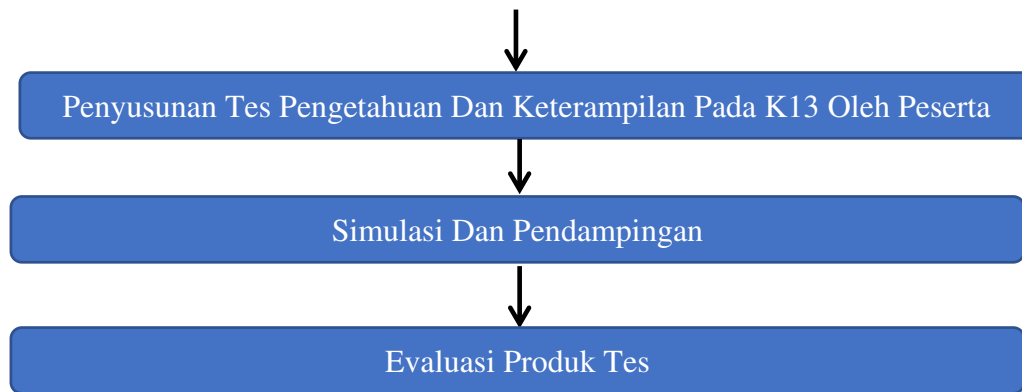 Penyusunan Tes Pengetahuan Dan Keterampilan Pada K13 Oleh Peserta
Simulasi Dan Pendampingan
Evaluasi Produk Tes